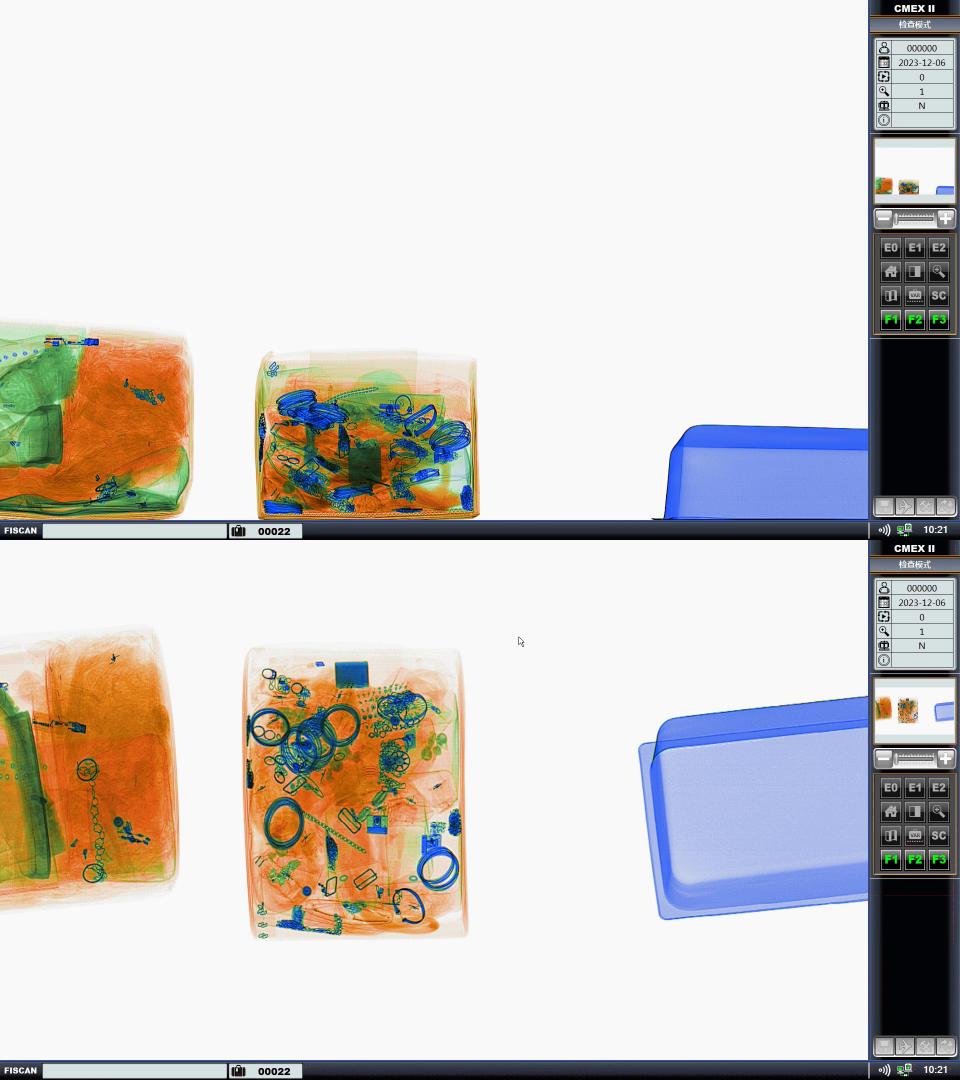 CMEX II
检查模式
000000
2023-12-06
0
1
N
E0 E1 E2
VAR SC
F1 F2 F3
FISCAN 00022 10:21
CMEX II
检查模式
000000
2023-12-06
0
1
N
E0 E1 E2
VAR SC
F1 F2 F3
FISCAN 00022 10:21